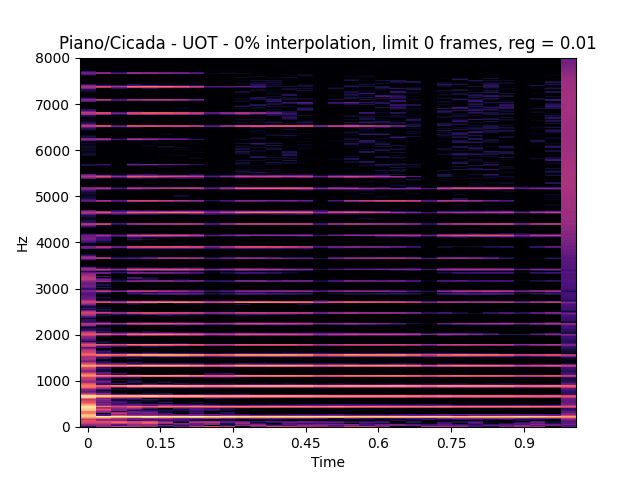 Piano/Cicada - UOT - 0% interpolation, limit 0 frames, reg = 0.01
8000
7000
6000
5000
4000
3000
2000
1000
0
Hz
0 0.15 0.3 0.45 0.6 0.75 0.9
Time